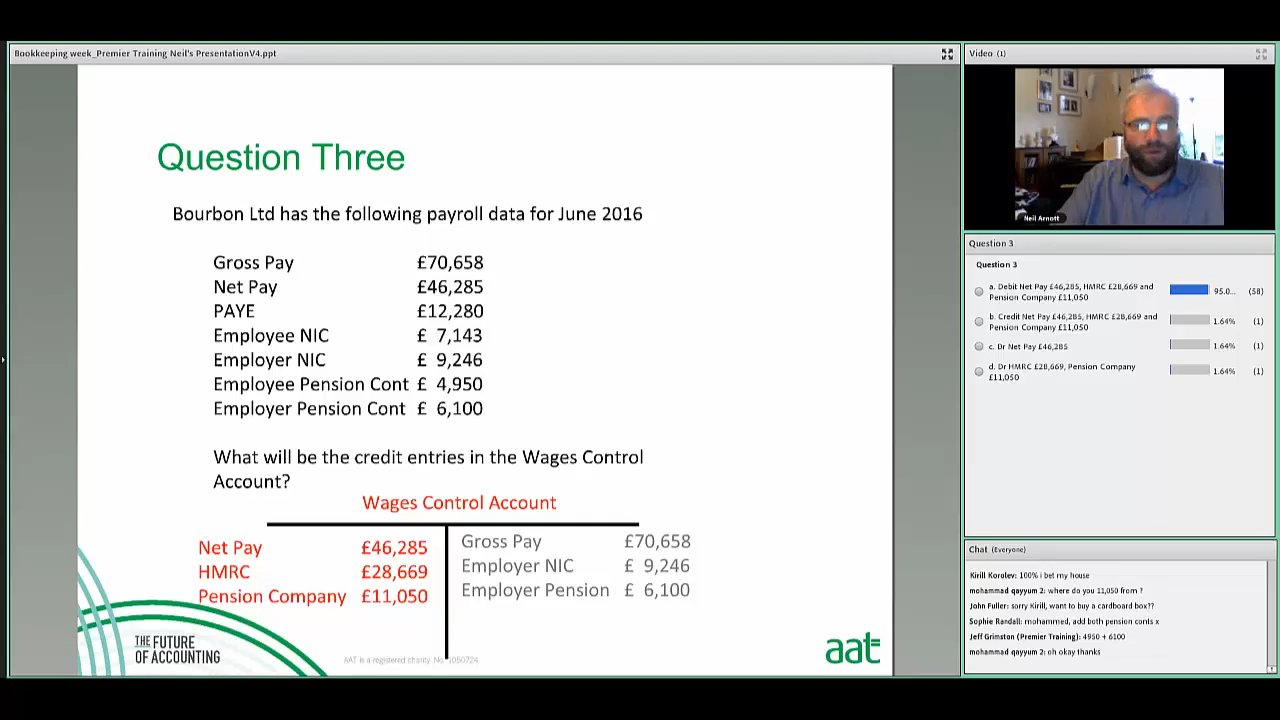 Bookkeeping week_Premier Training Neil's PresentationV4.ppt
Question Three
Bourbon Ltd has the following payroll data for June 2016
Gross Pay £70,658
Net Pay £46,285
PAYE £12,280
Employee NIC £ 7,143
Employer NIC £ 9,246
Employee Pension Cont £ 4,950
Employer Pension Cont £ 6,100
What will be the credit entries in the Wages Control
Account?
Wages Control Account
Net Pay £46,285
HMRC £28,669
Pension Company £11,050
Gross Pay £70,658
Employer NIC £ 9,246
Employer Pension £ 6,100
THE FUTURE
OF ACCOUNTING
AAT is a registered charity. No. 1050724
aat
Video (1)
Neil Arnott
Question 3
Question 3
a. Debit Net Pay £46,285, HMRC £28,669 and
Pension Company £11,050
95.0... (58)
b. Credit Net Pay £46,285, HMRC £28,669 and
Pension Company £11,050
1.64% (1)
c. Dr Net Pay £46,285
1.64% (1)
d. Dr HMRC £28,669, Pension Company
£11,050
1.64% (1)
Chat (Everyone)
Kirill Korolev: 100% i bet my house
mohammad qayyum 2: where do you 11,050 from ?
John Fuller: sorry Kirill, want to buy a cardboard box??
Sophie Randall: mohammed, add both pension conts x
Jeff Grimston (Premier Training): 4950 + 6100
mohammad qayyum 2: oh okay thanks